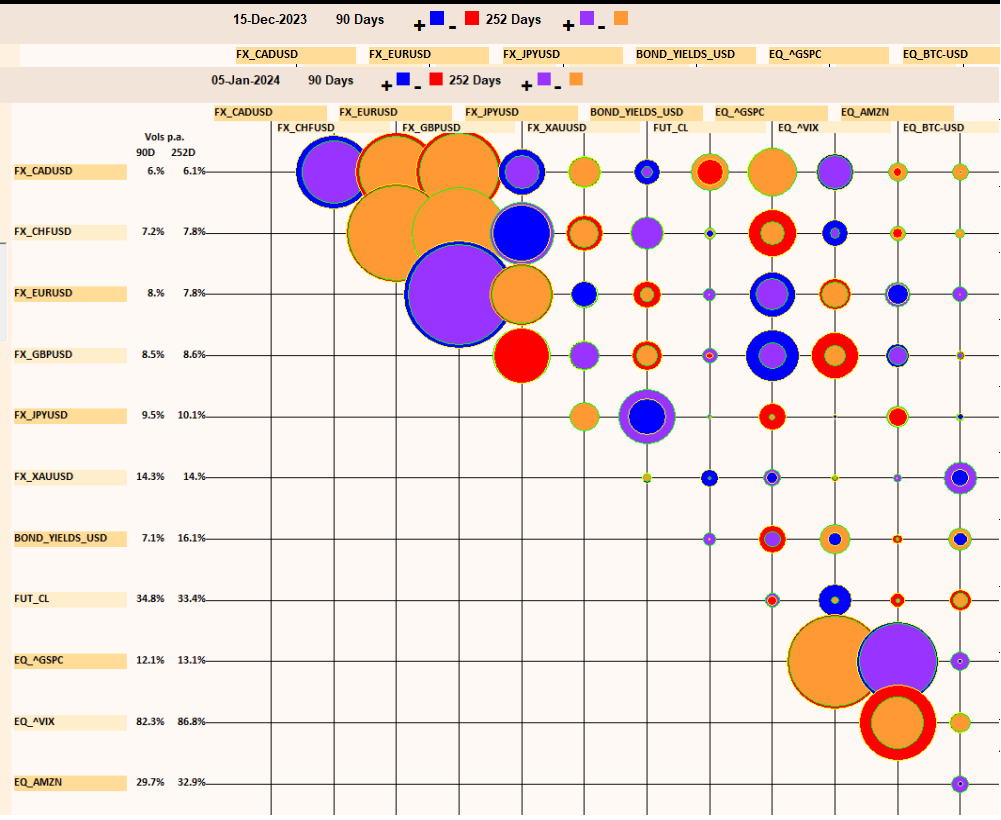 15-Dec-2023 90 Days + - 252 Days + -
FX_CADUSD FX_EURUSD FX_JPYUSD BOND_YIELDS_USD EQ_^GSPC EQ_BTC-USD
05-Jan-2024 90 Days + - 252 Days + -
FX_CADUSD FX_EURUSD FX_JPYUSD BOND_YIELDS_USD EQ_^GSPC EQ_AMZN
FX_CHFUSD FX_GBPUSD FX_XAUUSD FUT_CL EQ_^VIX EQ_BTC-USD
Vols p.a.
90D 252D
FX_CADUSD 6.% 6.1%
FX_CHFUSD 7.2% 7.8%
FX_EURUSD 8.% 7.8%
FX_GBPUSD 8.5% 8.6%
FX_JPYUSD 9.5% 10.1%
FX_XAUUSD 14.3% 14.%
BOND_YIELDS_USD 7.1% 16.1%
FUT_CL 34.8% 33.4%
EQ_^GSPC 12.1% 13.1%
EQ_^VIX 82.3% 86.8%
EQ_AMZN 29.7% 32.9%